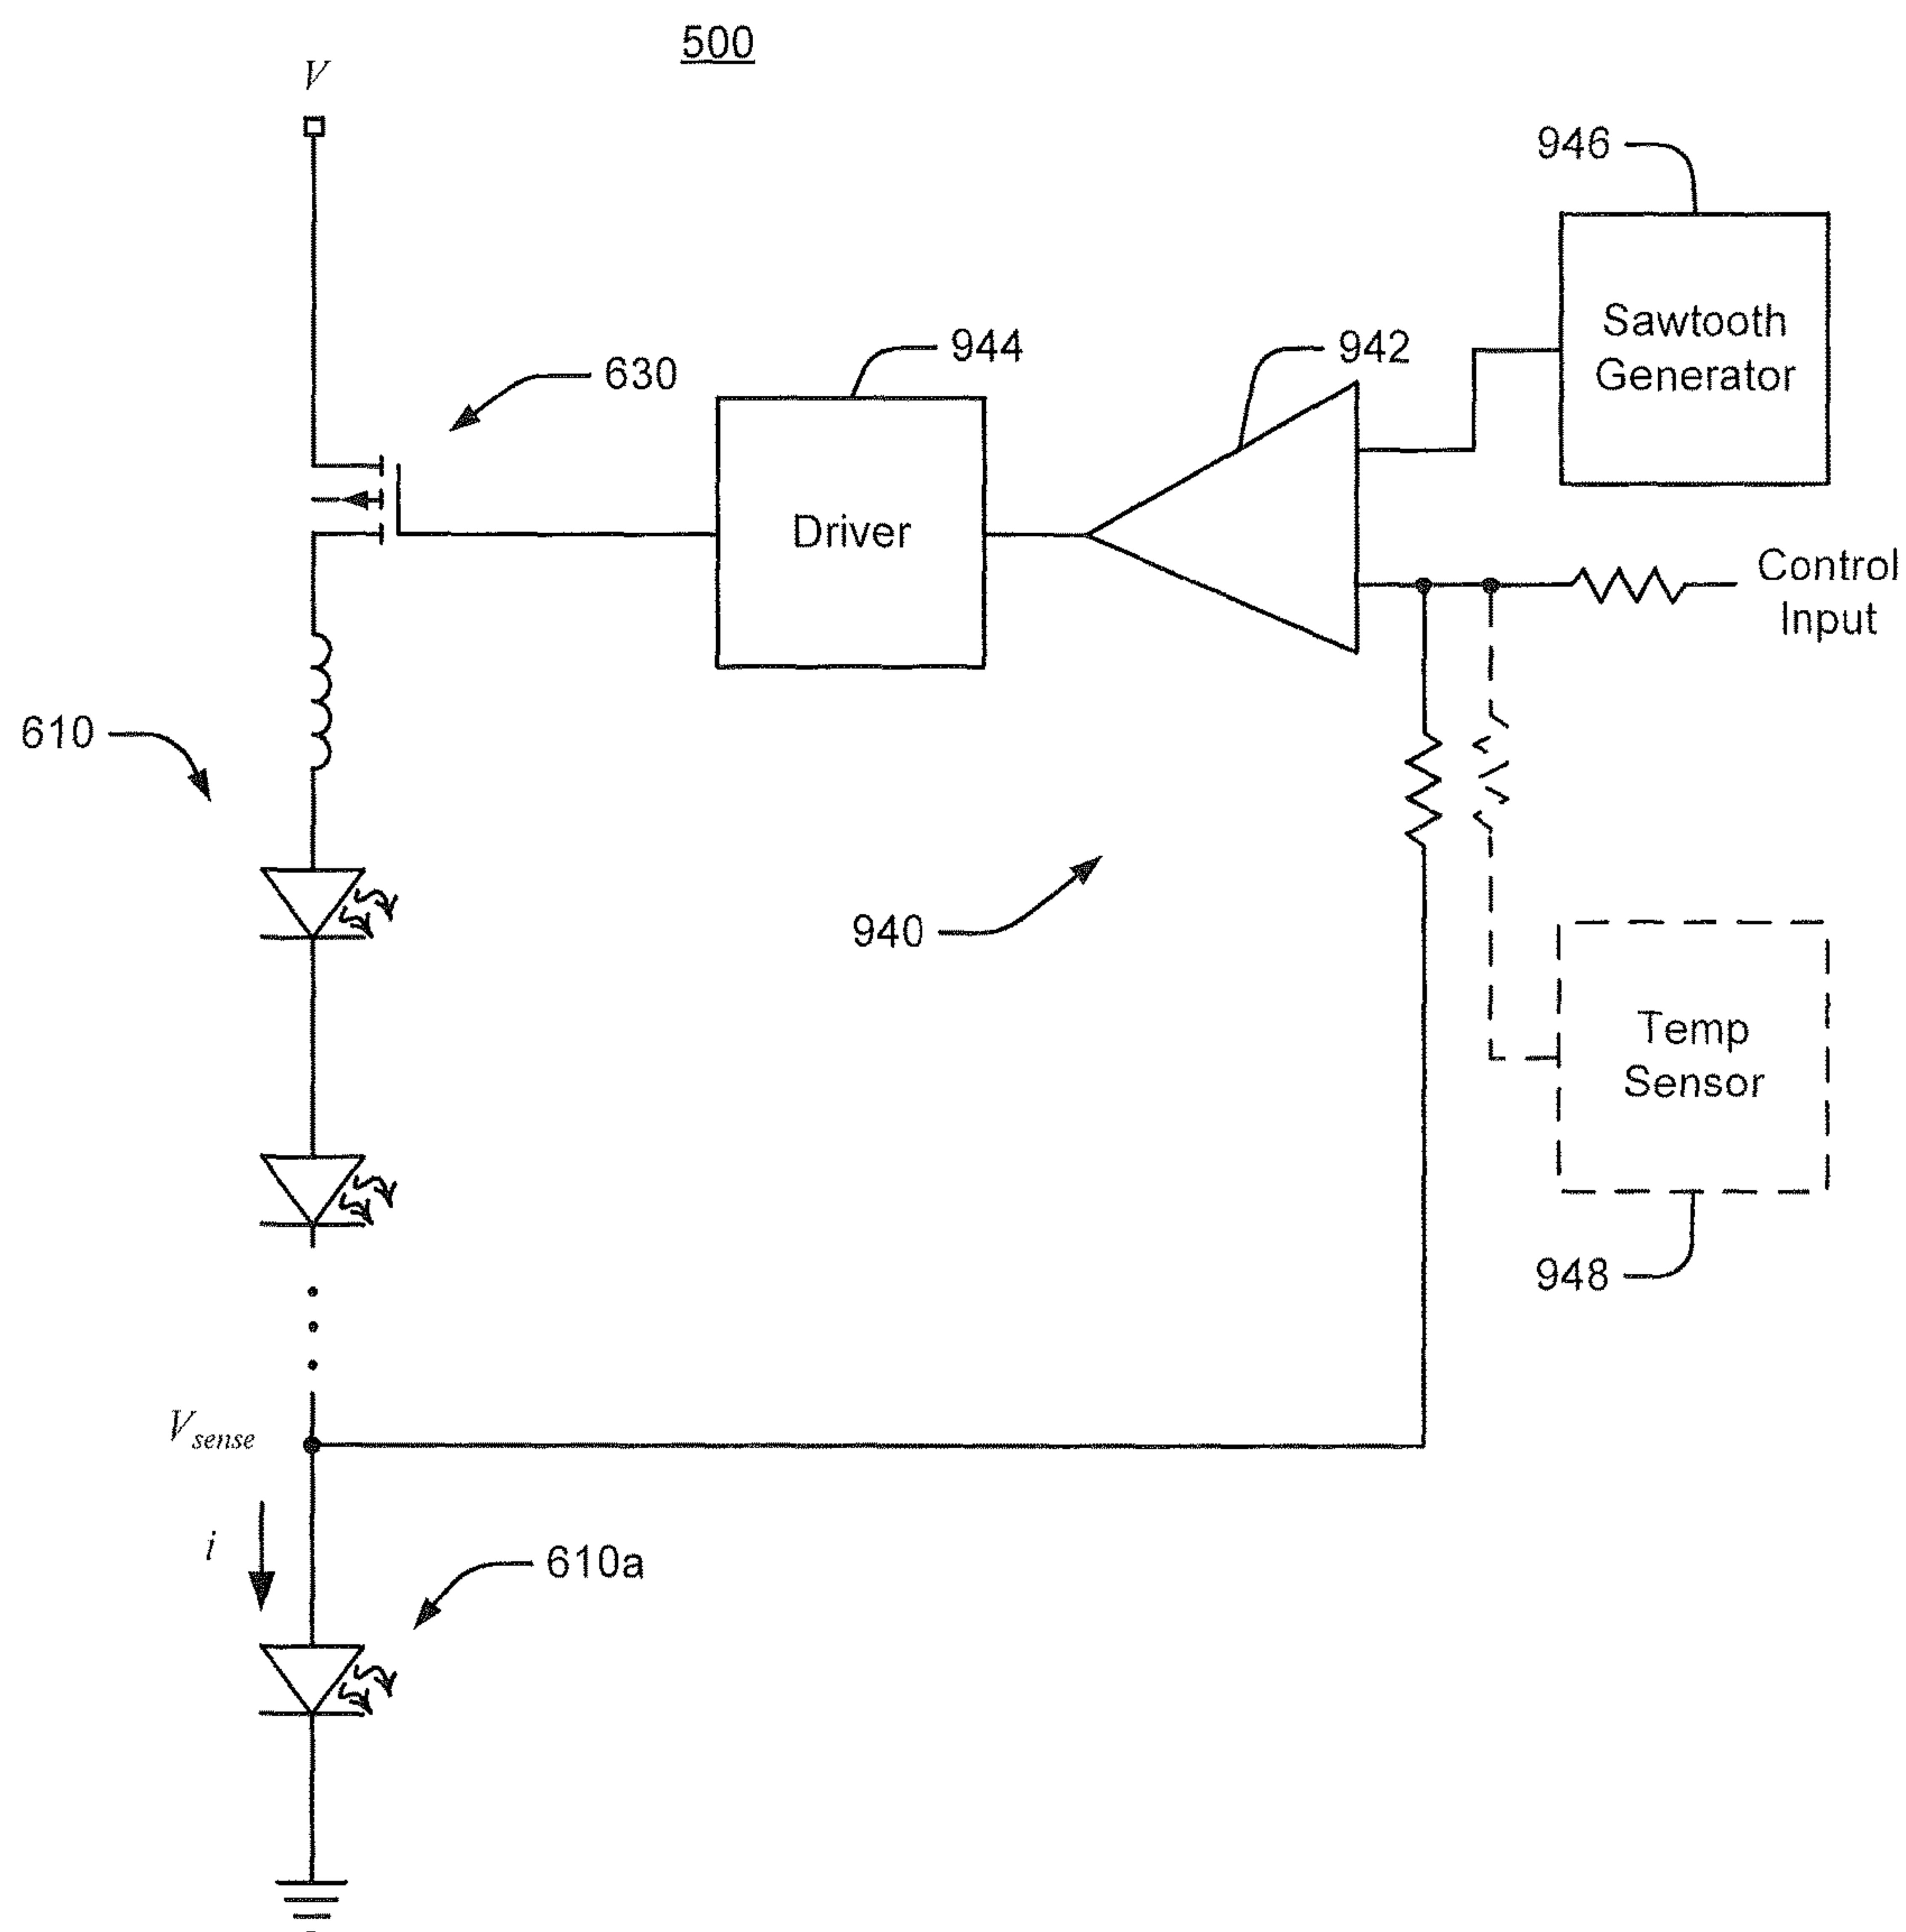 500
V
946
Sawtooth
Generator
944
942
630
Driver
Control
Input
610
940
Temp
Sensor
948
Vsense
i
610a